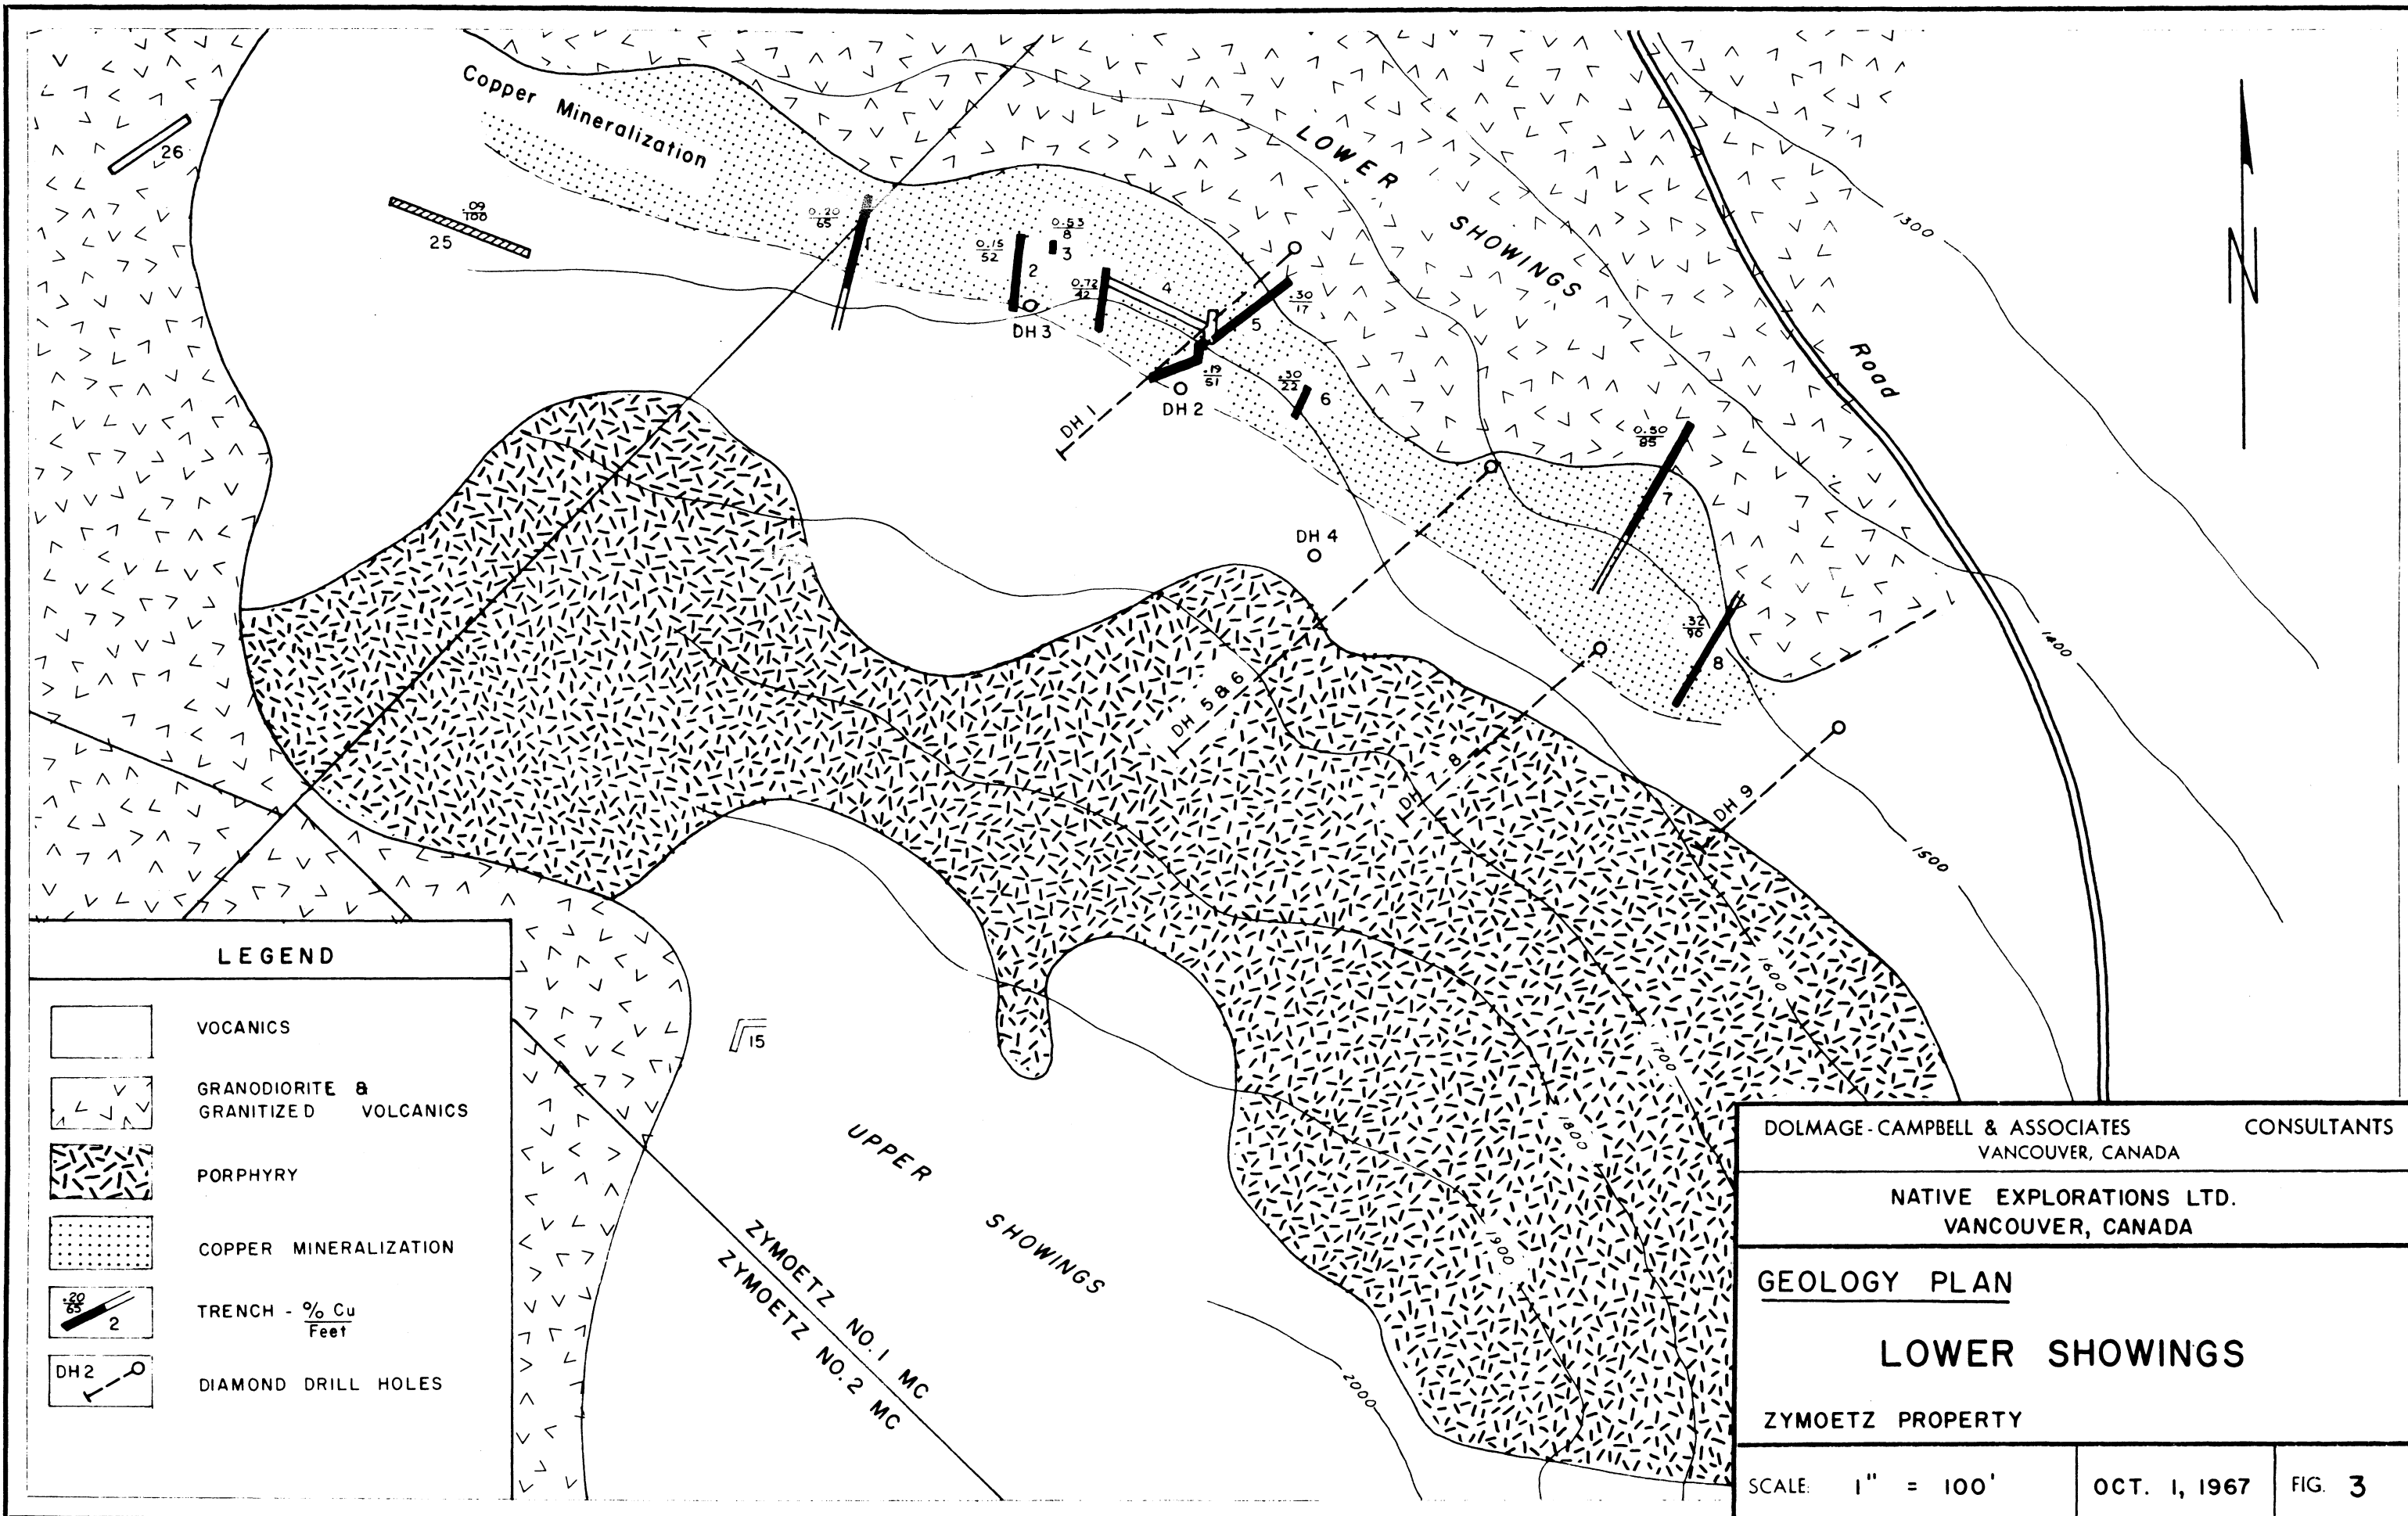 Copper Mineralization
LOWER
SHOWINGS
Road
1300
1400
1500
1600
1700
1800
1900
2000
26
.09
100
25
0.20
65
1
0.15
52
2
0.53
8
3
DH 3
0.72
42
4
.30
17
5
.19
51
DH 2
DH 1
.30
22
6
0.50
85
7
DH 4
.32
90
8
DH 5 & 6
DH 7 8
DH 9
N
15
UPPER
SHOWINGS
ZYMOETZ NO. 1 MC
ZYMOETZ NO. 2 MC
LEGEND
VOCANICS
GRANODIORITE &
GRANITIZED VOLCANICS
PORPHYRY
COPPER MINERALIZATION
.20
65
2
TRENCH - % Cu
Feet
DH 2
DIAMOND DRILL HOLES
DOLMAGE-CAMPBELL & ASSOCIATES CONSULTANTS
VANCOUVER, CANADA
NATIVE EXPLORATIONS LTD.
VANCOUVER, CANADA
GEOLOGY PLAN
LOWER SHOWINGS
ZYMOETZ PROPERTY
SCALE: 1" = 100'
OCT. 1, 1967
FIG. 3